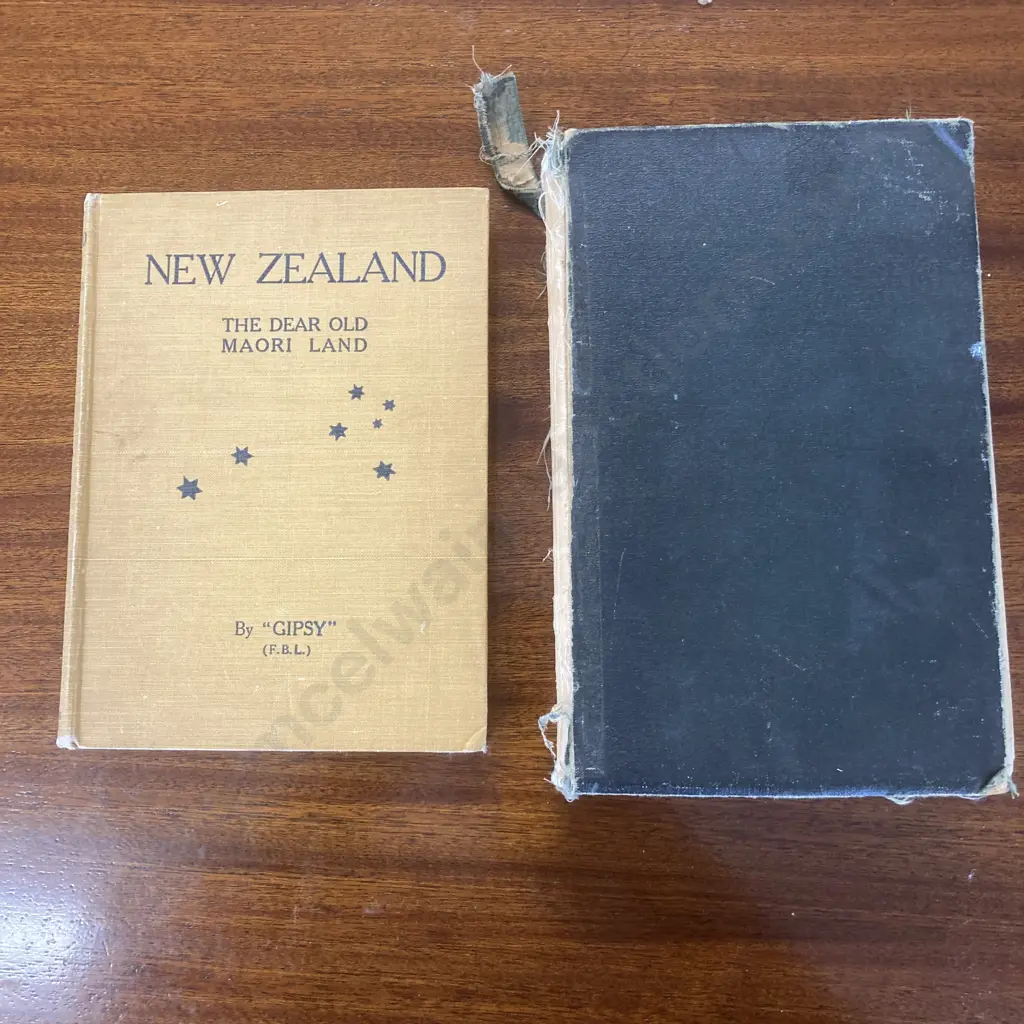 NEW ZEALAND
THE DEAR OLD
MAORI LAND
By "GIPSY"
(F.B.L.)